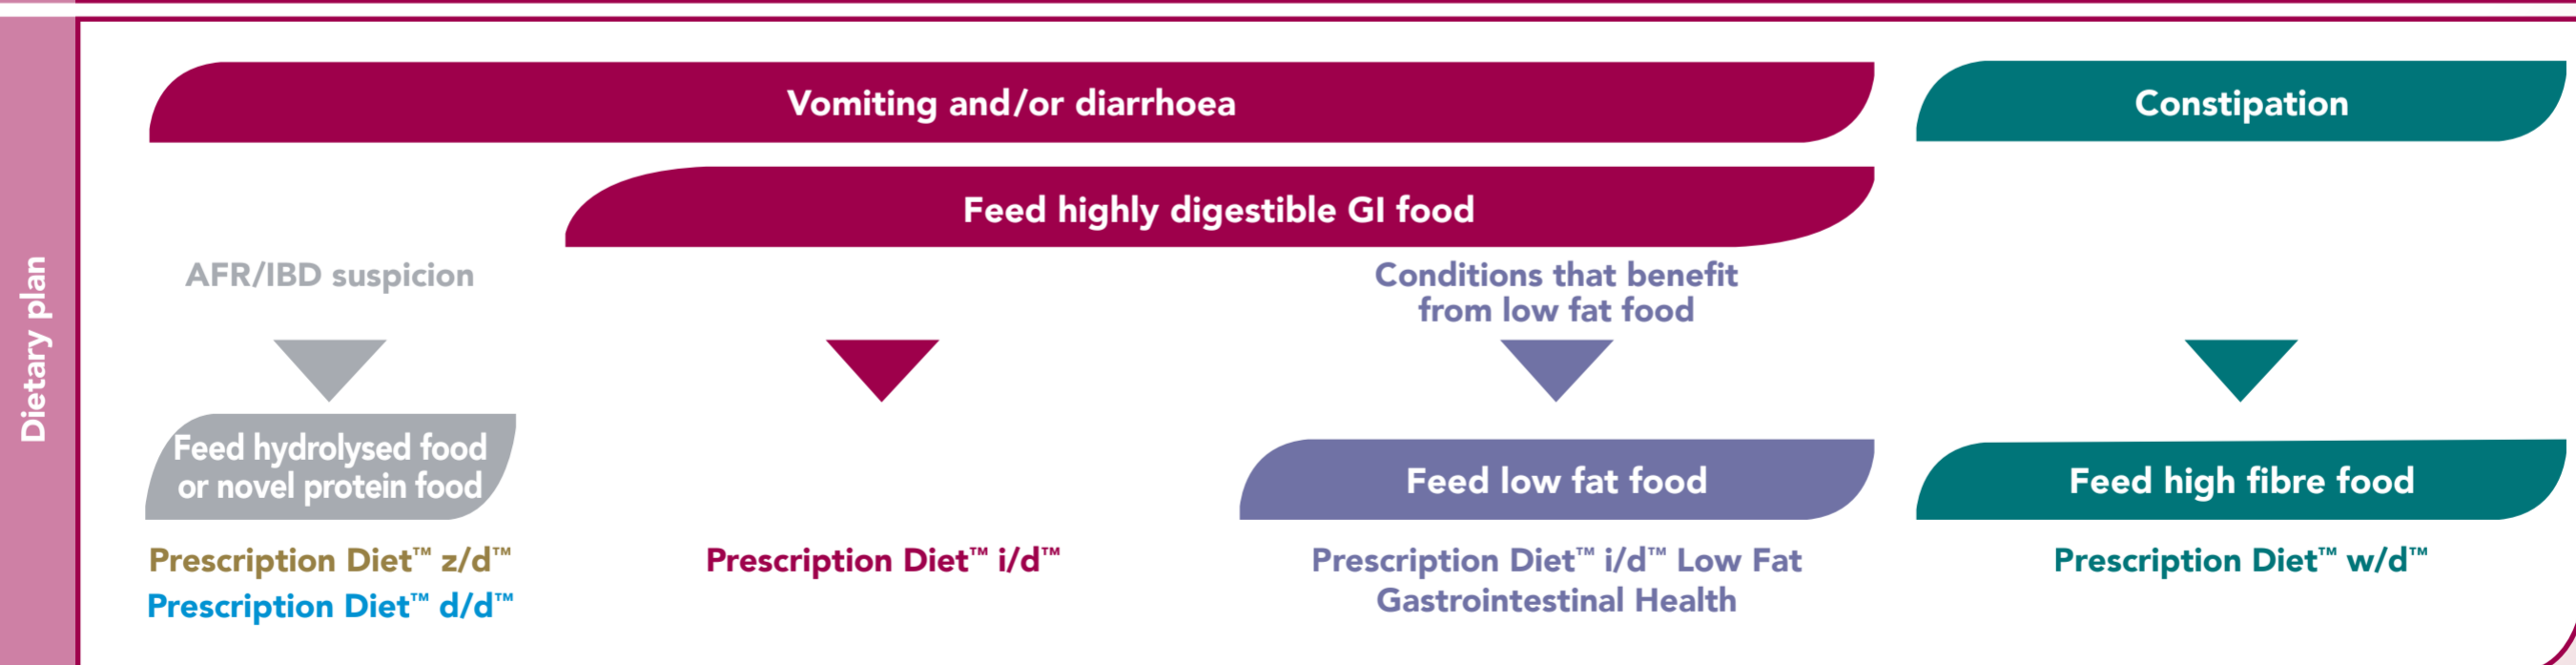 Dietary plan
Vomiting and/or diarrhoea
Constipation
Feed highly digestible GI food
AFR/IBD suspicion
Conditions that benefit
from low fat food
Feed hydrolysed food
or novel protein food
Feed low fat food
Feed high fibre food
Prescription Diet™ z/d™
Prescription Diet™ d/d™
Prescription Diet™ i/d™
Prescription Diet™ i/d™ Low Fat
Gastrointestinal Health
Prescription Diet™ w/d™